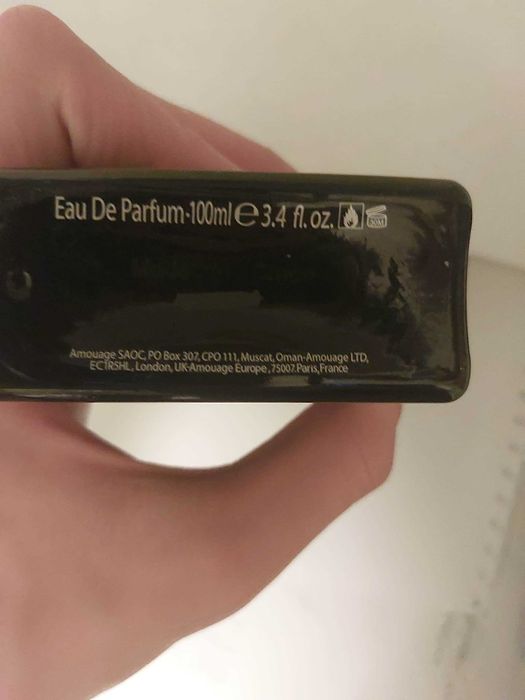 Eau De Parfum·100ml ℮ 3.4 fl. oz.
Amouage SAOC, PO Box 307, CPO 111, Muscat, Oman-Amouage LTD,
EC1R5HL, London, UK-Amouage Europe, 75007.Paris, France